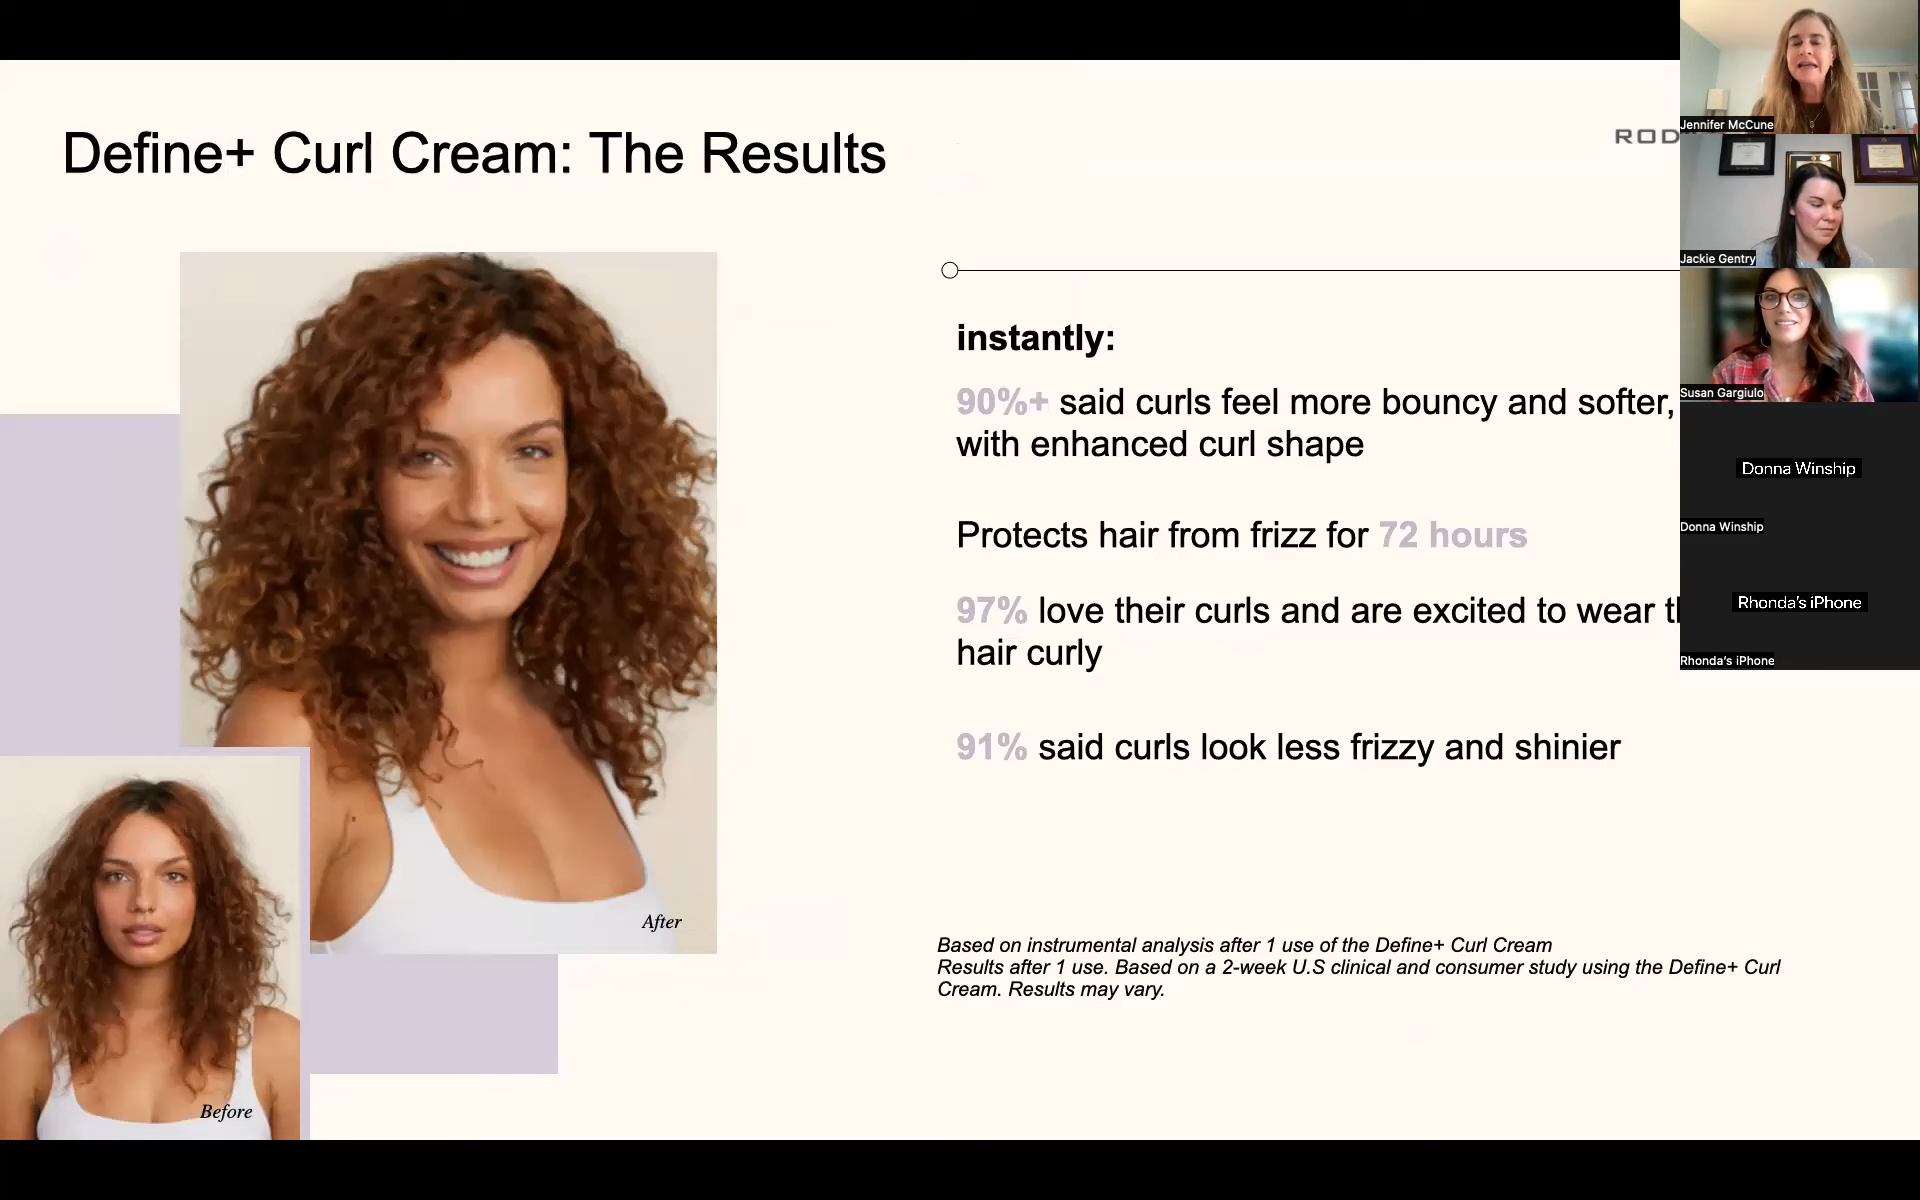 Define+ Curl Cream: The Results
ROD
instantly:
90%+ said curls feel more bouncy and softer,
with enhanced curl shape
Protects hair from frizz for 72 hours
97% love their curls and are excited to wear
hair curly
91% said curls look less frizzy and shinier
Based on instrumental analysis after 1 use of the Define+ Curl Cream
Results after 1 use. Based on a 2-week U.S clinical and consumer study using the Define+ Curl
Cream. Results may vary.
After
Before
Jennifer McCune
Jackie Gentry
Susan Gargiulo
Donna Winship
Donna Winship
Rhonda's iPhone
Rhonda's iPhone